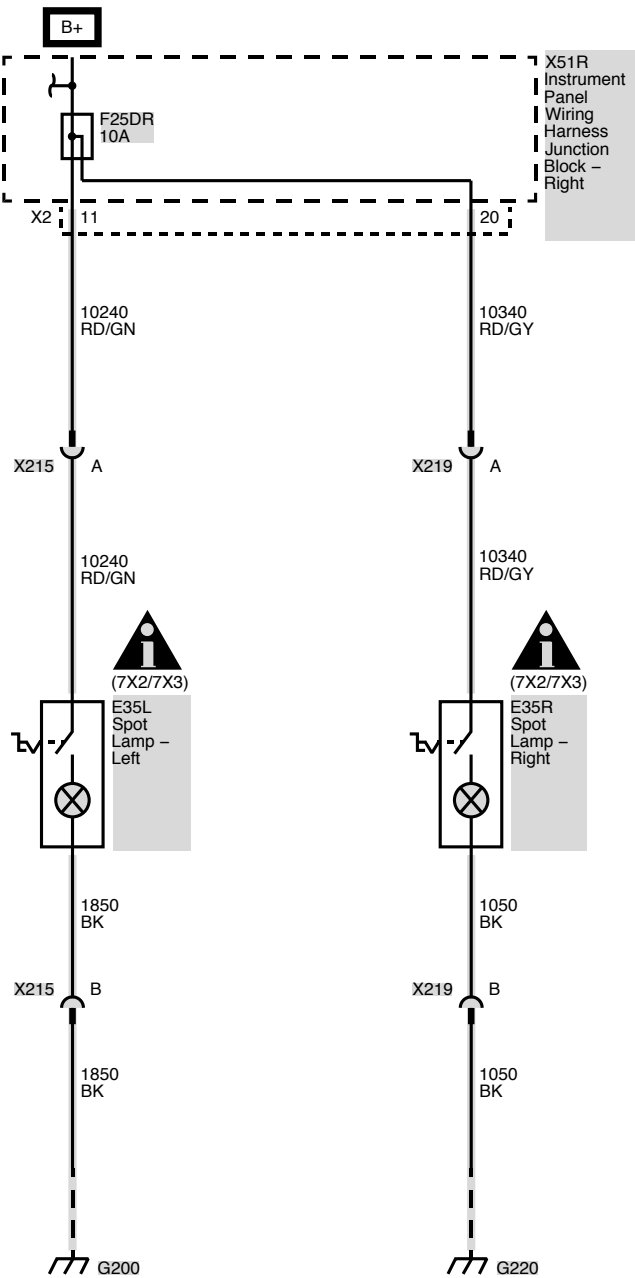 B+
X51R
Instrument
Panel
Wiring
Harness
Junction
Block –
Right
F25DR
10A
X2 11 20
10240
RD/GN
10340
RD/GY
X215 A
X219 A
10240
RD/GN
10340
RD/GY
i
(7X2/7X3)
i
(7X2/7X3)
E35L
Spot
Lamp –
Left
E35R
Spot
Lamp –
Right
1850
BK
1050
BK
X215 B
X219 B
1850
BK
1050
BK
G200
G220